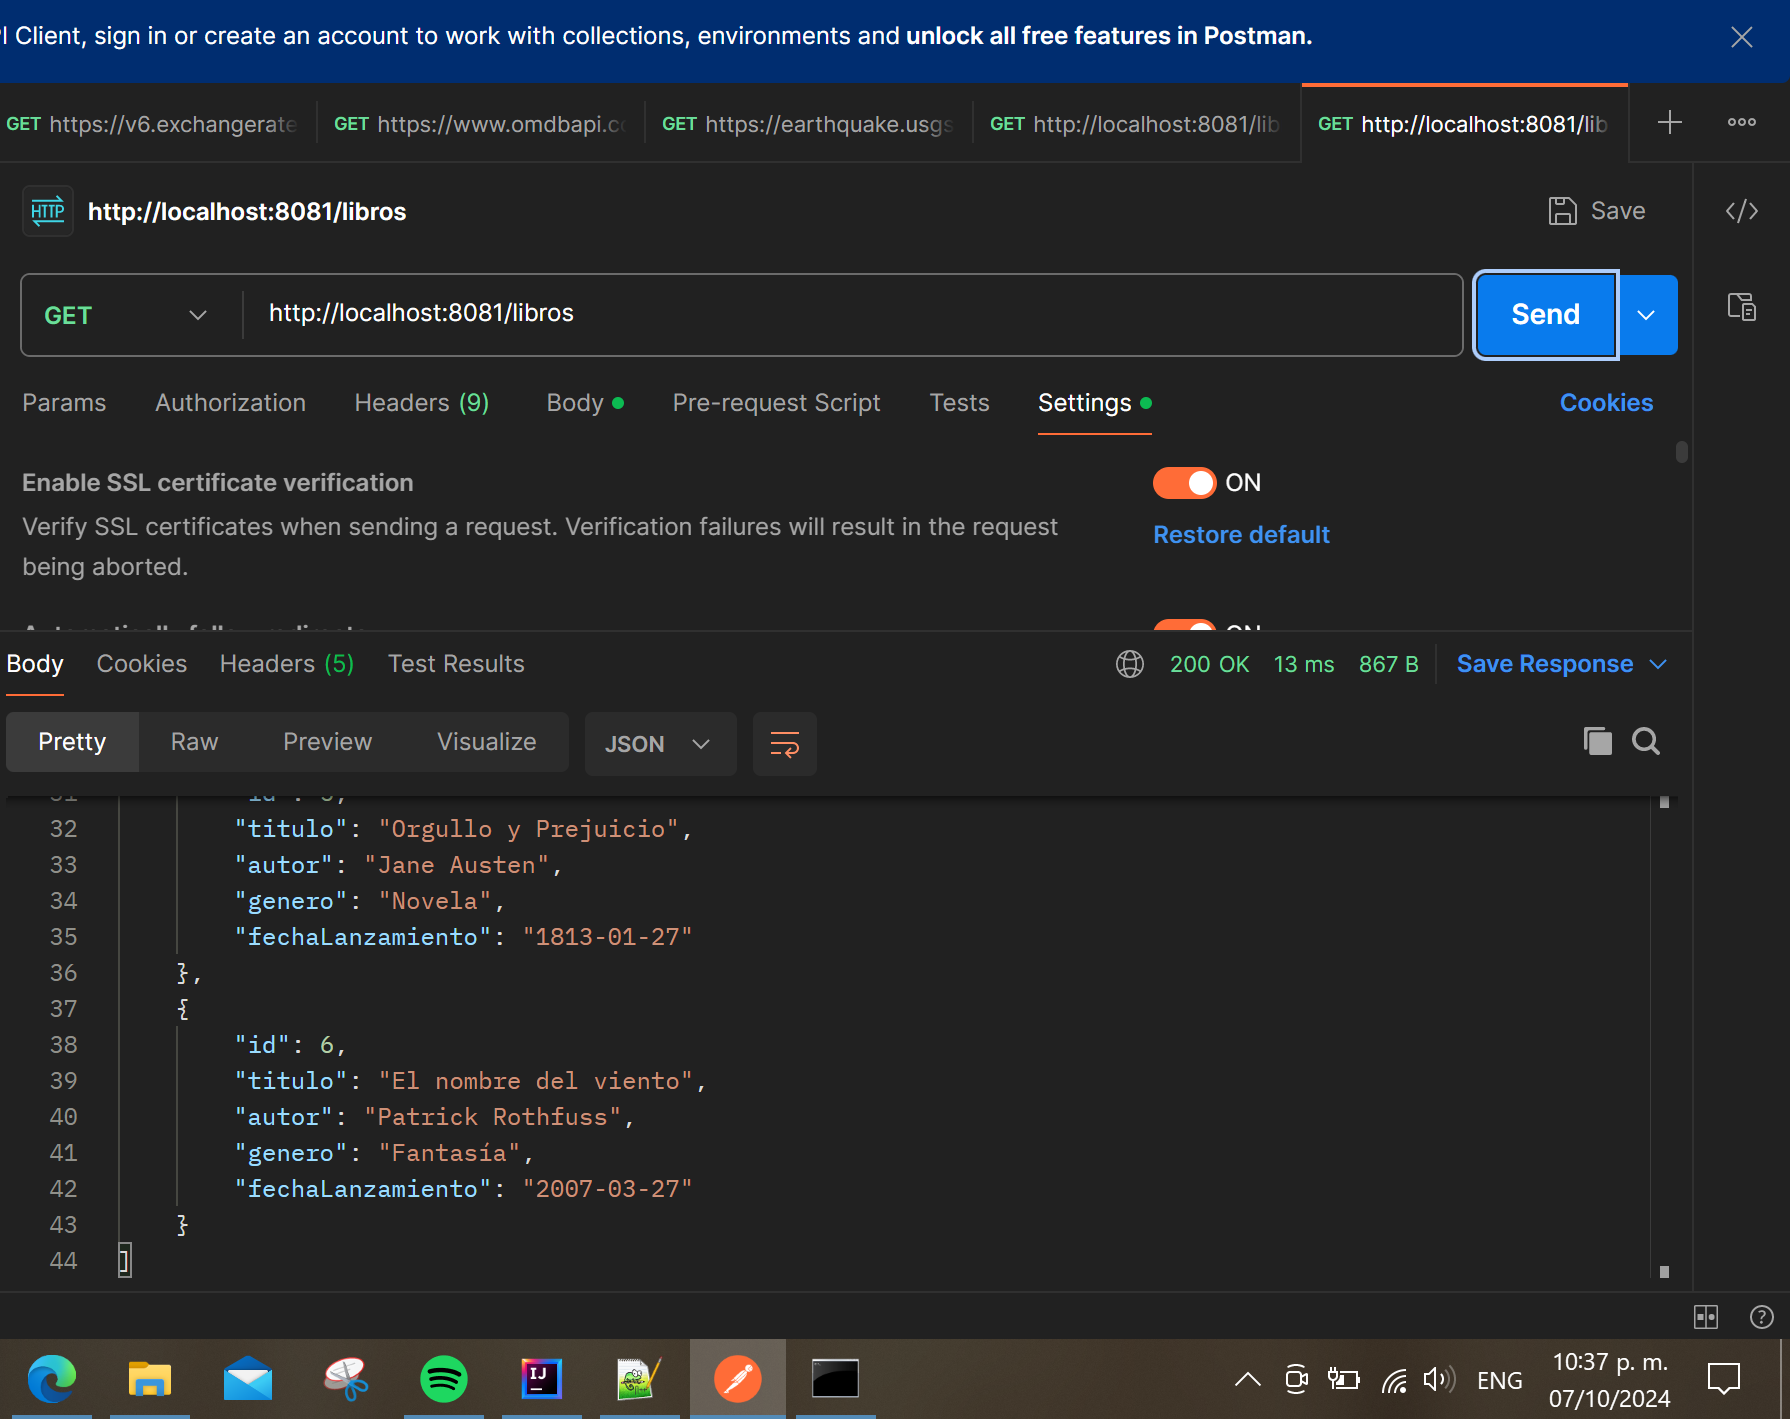 I Client, sign in or create an account to work with collections, environments and unlock all free features in Postman.
GET https://v6.exchangerate GET https://www.omdbapi.c GET https://earthquake.usgs GET http://localhost:8081/lib GET http://localhost:8081/lib
HTTP http://localhost:8081/libros Save </>
GET http://localhost:8081/libros Send
Params Authorization Headers (9) Body Pre-request Script Tests Settings Cookies
Enable SSL certificate verification ON
Verify SSL certificates when sending a request. Verification failures will result in the request
being aborted.
Restore default
Body Cookies Headers (5) Test Results 200 OK 13 ms 867 B Save Response
Pretty Raw Preview Visualize JSON
32 "titulo": "Orgullo y Prejuicio",
33 "autor": "Jane Austen",
34 "genero": "Novela",
35 "fechaLanzamiento": "1813-01-27"
36 },
37 {
38 "id": 6,
39 "titulo": "El nombre del viento",
40 "autor": "Patrick Rothfuss",
41 "genero": "Fantasía",
42 "fechaLanzamiento": "2007-03-27"
43 }
44 ]
IJ
ENG
10:37 p. m.
07/10/2024